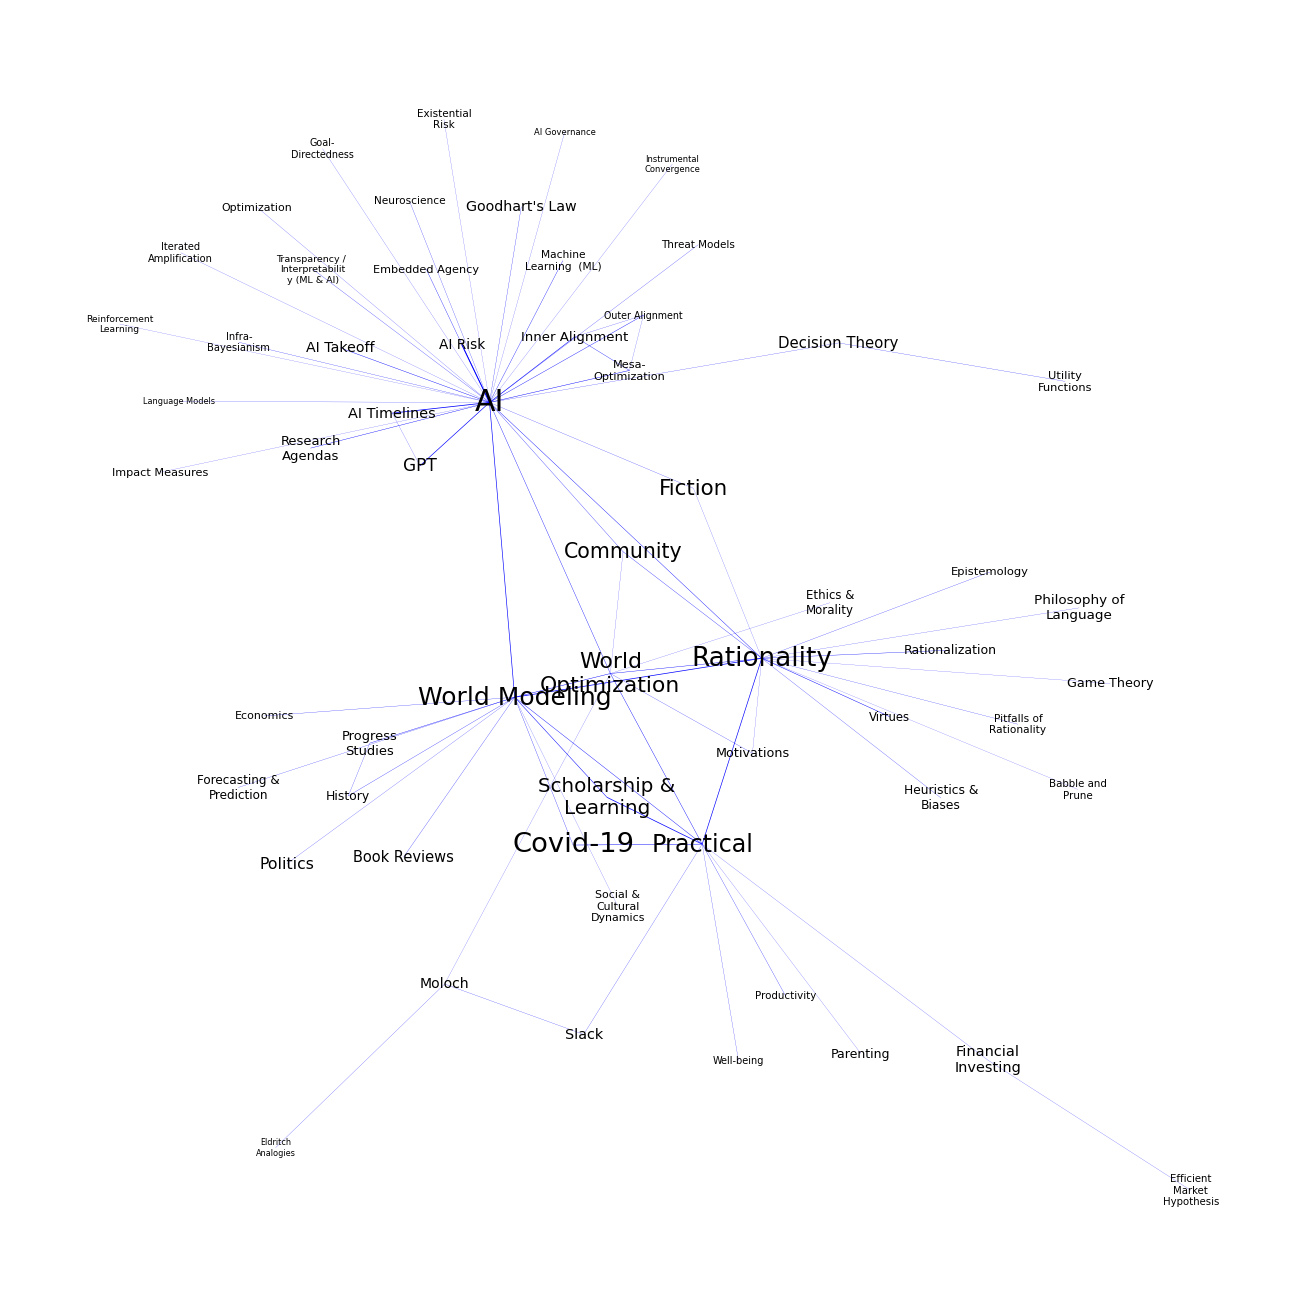 Existential
Risk
AI Governance
Goal-
Directedness
Instrumental
Convergence
Neuroscience
Optimization
Goodhart's Law
Iterated
Amplification
Threat Models
Transparency /
Interpretabilit
y (ML & AI)
Embedded Agency
Machine
Learning (ML)
Outer Alignment
Reinforcement
Learning
Infra-
Bayesianism
AI Takeoff
AI Risk
Inner Alignment
Decision Theory
Mesa-
Optimization
Utility
Functions
Language Models
AI
AI Timelines
Research
Agendas
GPT
Impact Measures
Fiction
Community
Epistemology
Ethics &
Morality
Philosophy of
Language
Rationalization
Rationality
World
Optimization
World Modeling
Game Theory
Economics
Virtues
Pitfalls of
Rationality
Progress
Studies
Motivations
Forecasting &
Prediction
History
Scholarship &
Learning
Heuristics &
Biases
Babble and
Prune
Covid-19
Practical
Politics
Book Reviews
Social &
Cultural
Dynamics
Moloch
Productivity
Slack
Well-being
Parenting
Financial
Investing
Eldritch
Analogies
Efficient
Market
Hypothesis